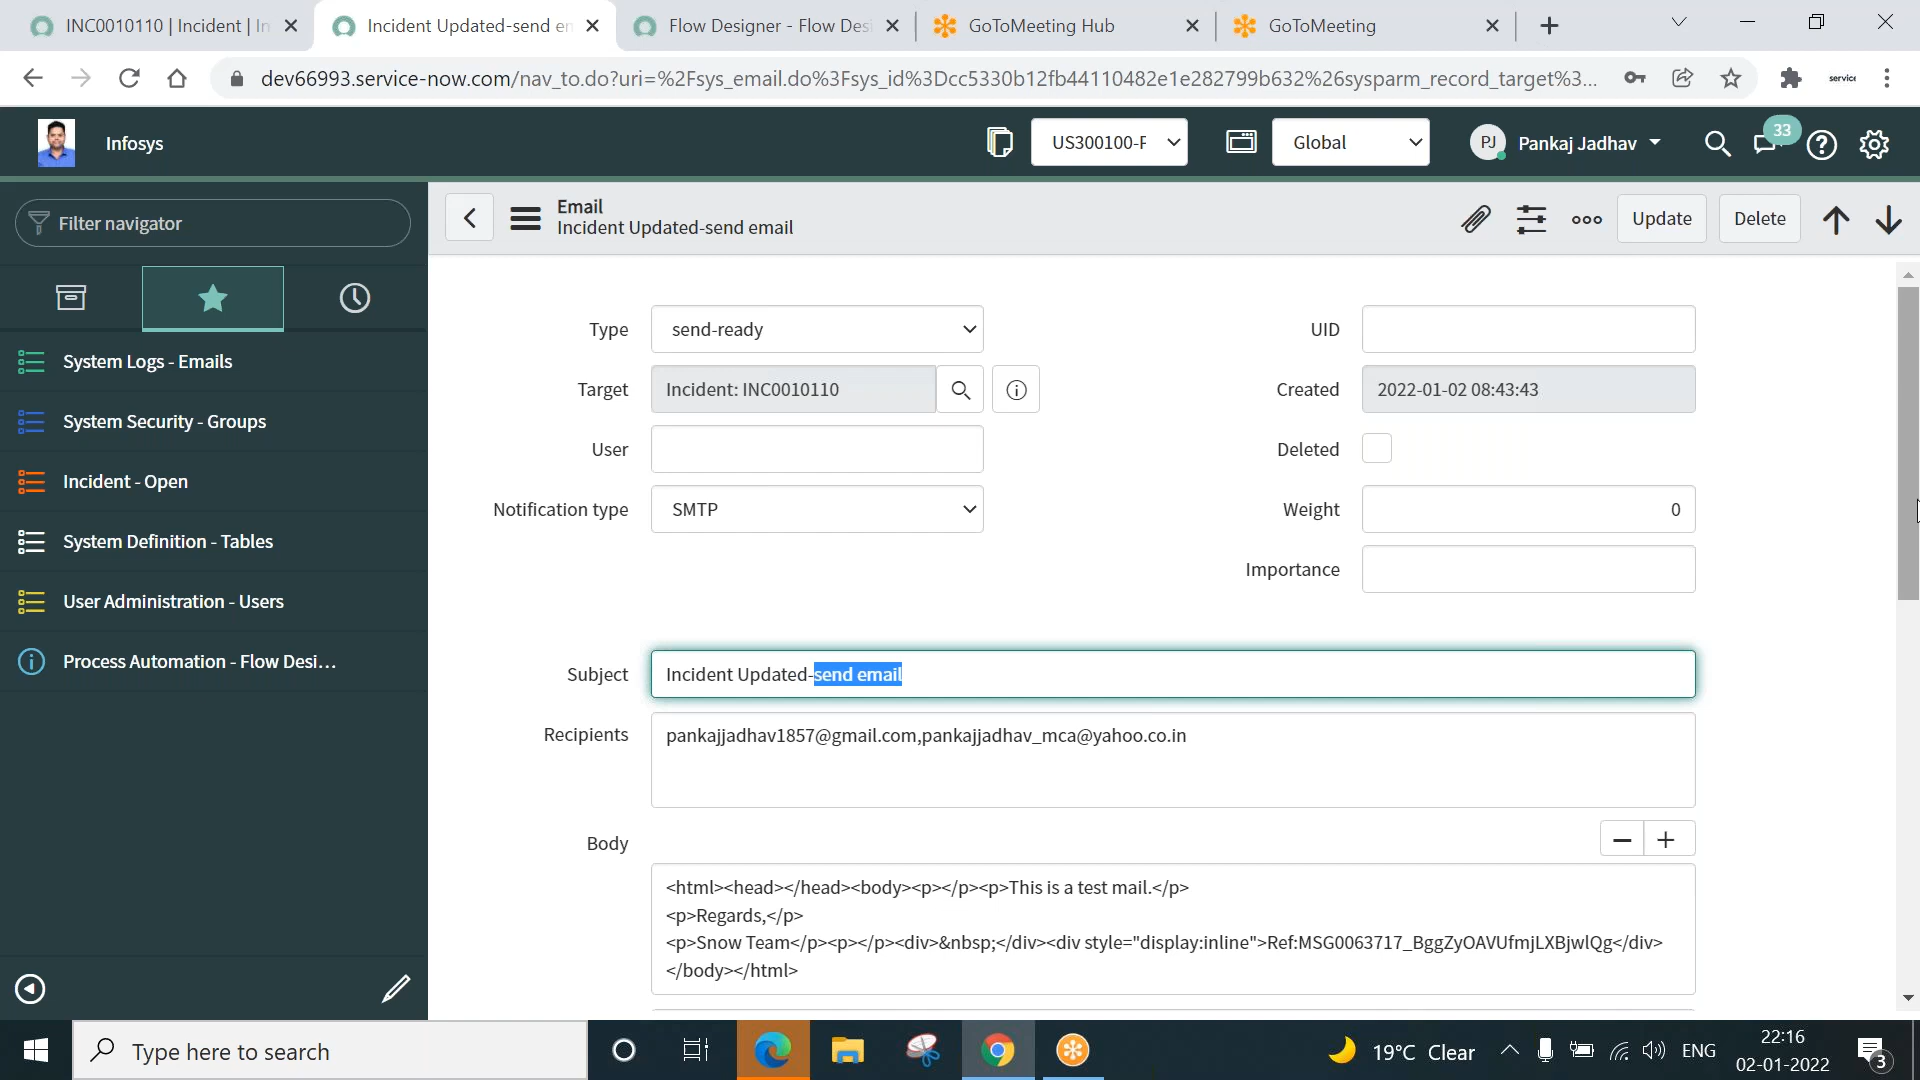 INC0010110 | Incident | In
Incident Updated-send en
Flow Designer - Flow Des
GoToMeeting Hub
GoToMeeting
dev66993.service-now.com/nav_to.do?uri=%2Fsys_email.do%3Fsys_id%3Dcc5330b12fb44110482e1e282799b632%26sysparm_record_target%3...
service
Infosys
US300100-F
Global
PJ
Pankaj Jadhav
33
Filter navigator
Email
Incident Updated-send email
Update
Delete
System Logs - Emails
System Security - Groups
Incident - Open
System Definition - Tables
User Administration - Users
Process Automation - Flow Desi...
Type
send-ready
UID
Target
Incident: INC0010110
Created
2022-01-02 08:43:43
User
Deleted
Notification type
SMTP
Weight
0
Importance
Subject
Incident Updated-send email
Recipients
pankajjadhav1857@gmail.com,pankajjadhav_mca@yahoo.co.in
Body
<html><head></head><body><p></p><p>This is a test mail.</p>
<p>Regards,</p>
<p>Snow Team</p><p></p><div>&nbsp;</div><div style="display:inline">Ref:MSG0063717_BggZyOAVUfmjLXBjwlQg</div>
</body></html>
Type here to search
19°C Clear
ENG
22:16
02-01-2022
3